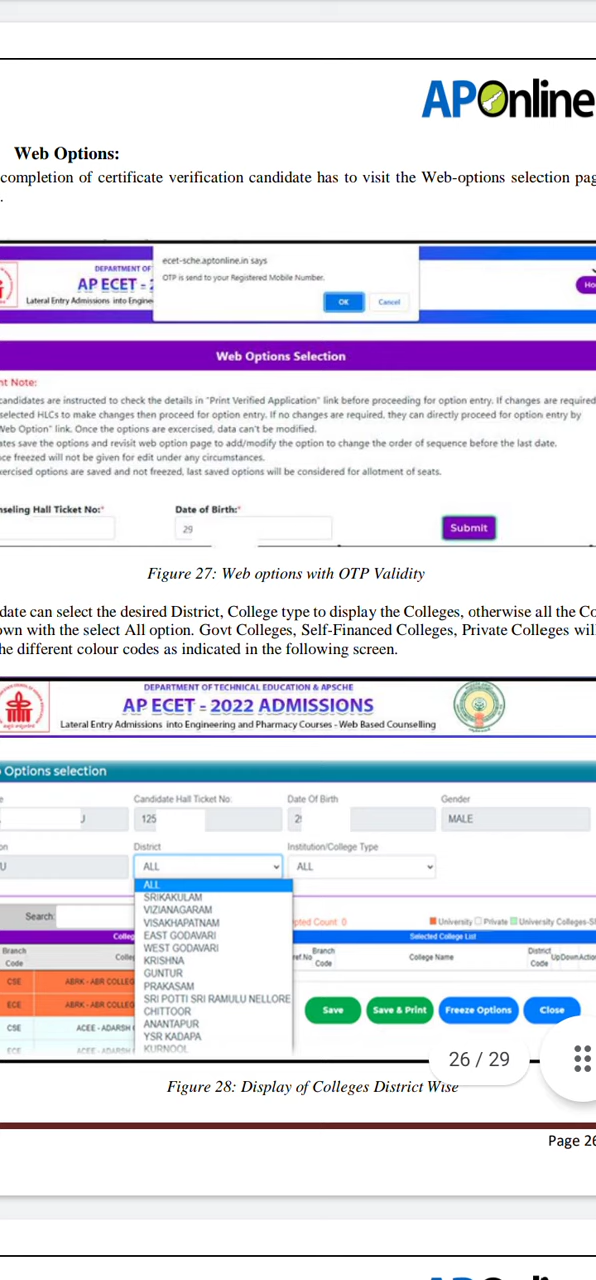 APOnline
Web Options:
completion of certificate verification candidate has to visit the Web-options selection pag
.
ecet-sche.aptonline.in says
OTP is send to your Registered Mobile Number.
OK Cancel
DEPARTMENT OF
AP ECET -
Lateral Entry Admissions into Engine
Ho
Web Options Selection
nt Note:
candidates are instructed to check the details in "Print Verified Application" link before proceeding for option entry. If changes are required
selected HLCs to make changes then proceed for option entry. If no changes are required, they can directly proceed for option entry by
Web Option" link. Once the options are excercised, data can't be modified.
ates save the options and revisit web option page to add/modify the option to change the order of sequence before the last date.
ce freezed will not be given for edit under any circumstances.
ercised options are saved and not freezed, last saved options will be considered for allotment of seats.
nseling Hall Ticket No:* Date of Birth:*
29
Submit
Figure 27: Web options with OTP Validity
date can select the desired District, College type to display the Colleges, otherwise all the Co
own with the select All option. Govt Colleges, Self-Financed Colleges, Private Colleges wil
he different colour codes as indicated in the following screen.
DEPARTMENT OF TECHNICAL EDUCATION & APSCHE
AP ECET - 2022 ADMISSIONS
Lateral Entry Admissions into Engineering and Pharmacy Courses - Web Based Counselling
Options selection
e Candidate Hall Ticket No: Date Of Birth Gender
J 125 2 MALE
on District Institution/College Type
U ALL ALL
ALL
SRIKAKULAM
VIZIANAGARAM
VISAKHAPATNAM
EAST GODAVARI
WEST GODAVARI
KRISHNA
GUNTUR
PRAKASAM
SRI POTTI SRI RAMULU NELLORE
CHITTOOR
ANANTAPUR
YSR KADAPA
KURNOOL
Search:
pted Count: 0 University Private University Colleges-S
Colleg Selected College List
Branch Code Colle
ref.No Branch Code College Name District Code Up Down Actio
CSE ABRK - ABR COLLEG
ECE ABRK - ABR COLLEG
CSE ACEE - ADARSH
ECE ACEE - ADARSH
Save Save & Print Freeze Options Close
26 / 29
Figure 28: Display of Colleges District Wise
Page 26